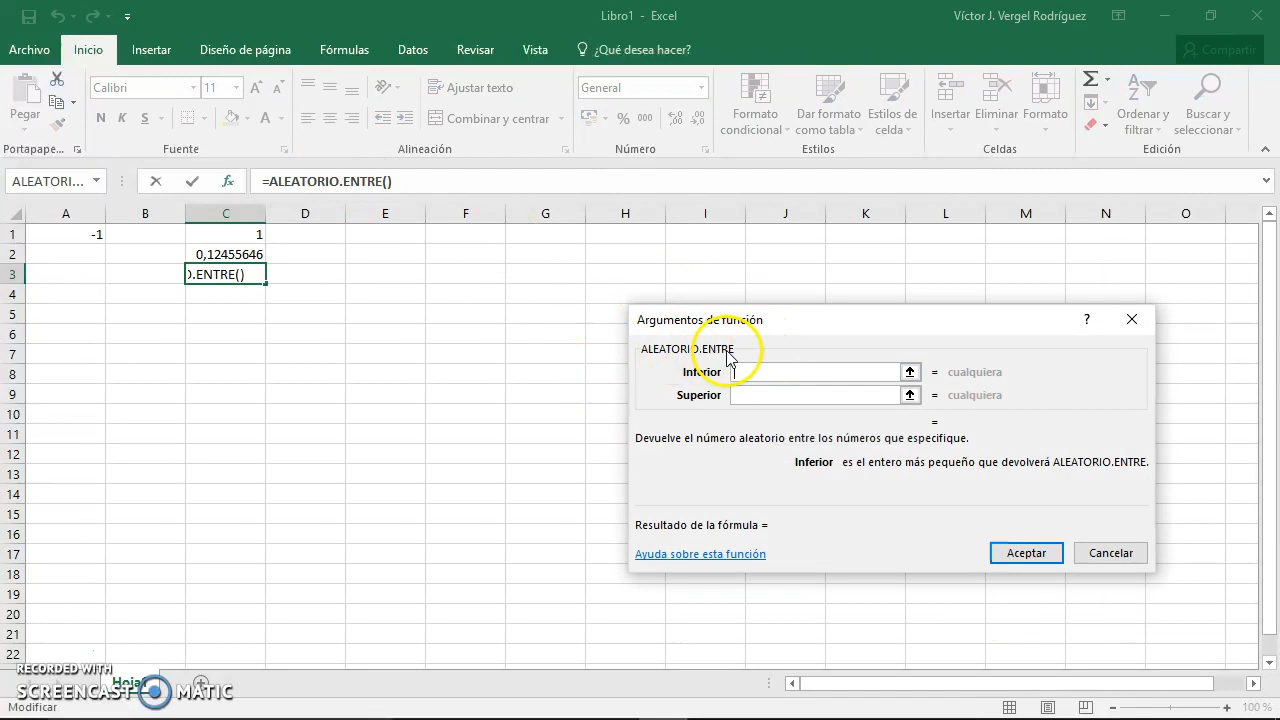 Libro1 - Excel
Víctor J. Vergel Rodríguez
Archivo Inicio Insertar Diseño de página Fórmulas Datos Revisar Vista ¿Qué desea hacer? Compartir
Pegar
Calibri 11
N K S
Ajustar texto
Combinar y centrar
General
% 000
Formato condicional
Dar formato como tabla
Estilos de celda
Insertar Eliminar Formato
Ordenar y filtrar
Buscar y seleccionar
Portapape... Fuente Alineación Número Estilos Celdas Edición
ALEATORI... fx =ALEATORIO.ENTRE()
A B C D E F G H I J K L M N O
1 -1 1
2 0,12455646
3 O.ENTRE()
4
5
6
7
8
9
10
11
12
13
14
15
16
17
18
19
20
21
22
Argumentos de función ?
ALEATORIO.ENTRE
Inferior = cualquiera
Superior = cualquiera
=
Devuelve el número aleatorio entre los números que especifique.
Inferior es el entero más pequeño que devolverá ALEATORIO.ENTRE.
Resultado de la fórmula =
Ayuda sobre esta función
Aceptar Cancelar
RECORDED WITH
SCREENCAST MATIC
Modificar 100 %